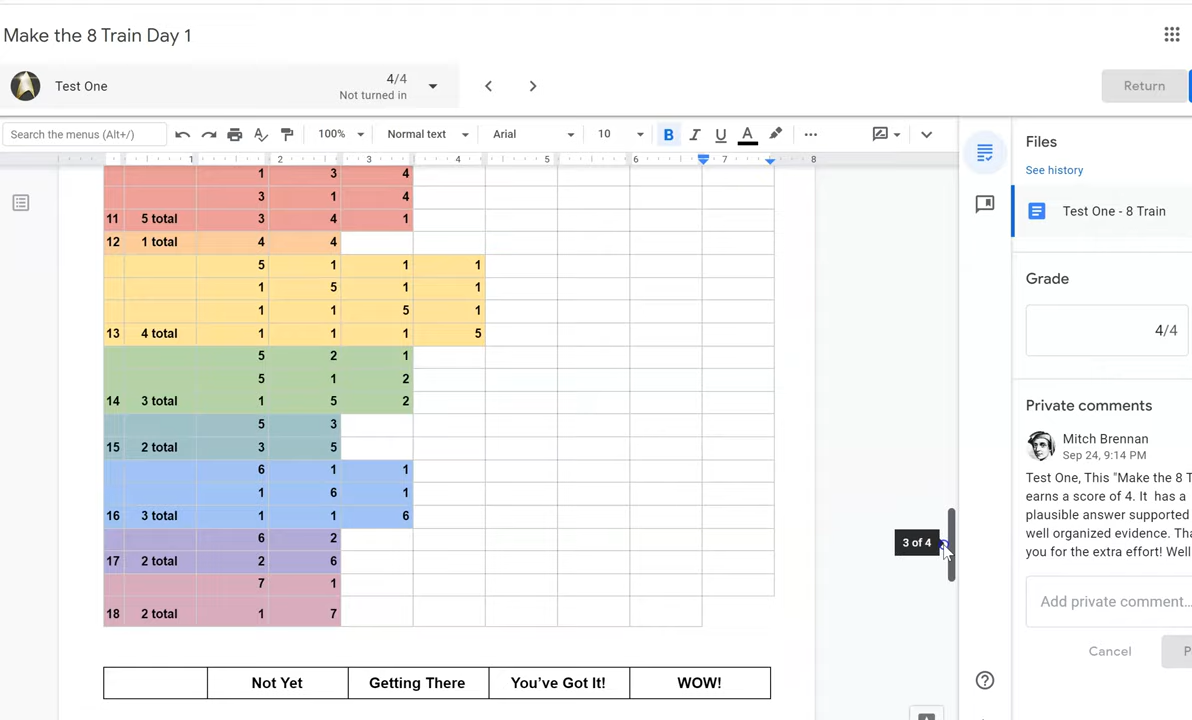 Make the 8 Train Day 1
Test One
4/4
Not turned in
Return
Search the menus (Alt+/)
100%
Normal text
Arial
10
B I U A
1 2 3 4 5 6 7 8
1 3 4
3 1 4
11 5 total 3 4 1
12 1 total 4 4
5 1 1 1
1 5 1 1
1 1 5 1
13 4 total 1 1 1 5
5 2 1
5 1 2
14 3 total 1 5 2
5 3
15 2 total 3 5
6 1 1
1 6 1
16 3 total 1 1 6
6 2
17 2 total 2 6
7 1
18 2 total 1 7
3 of 4
Not Yet Getting There You've Got It! WOW!
Files
See history
Test One - 8 Train
Grade
4/4
Private comments
Mitch Brennan
Sep 24, 9:14 PM
Test One, This "Make the 8 T
earns a score of 4. It has a
plausible answer supported
well organized evidence. Tha
you for the extra effort! Well
Add private comment...
Cancel
P